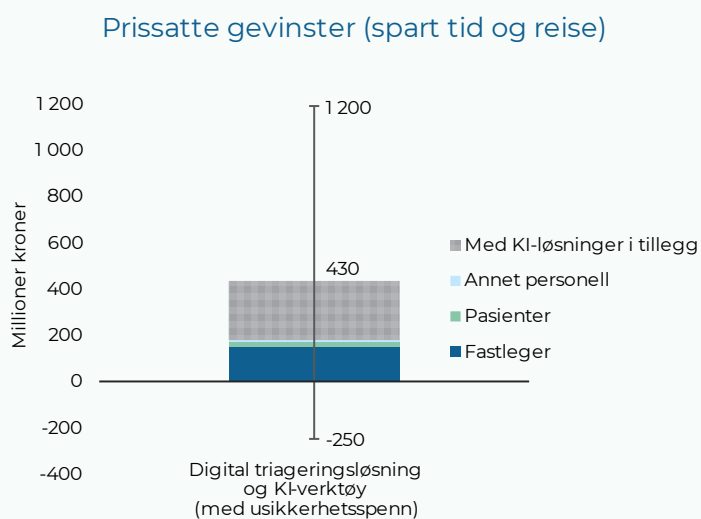 Prissatte gevinster (spart tid og reise)
Millioner kroner
1 200
1 000
800
600
400
200
0
-200
-400
1 200
430
-250
Med KI-løsninger i tillegg
Annet personell
Pasienter
Fastleger
Digital triageringsløsning
og KI-verktøy
(med usikkerhetsspenn)